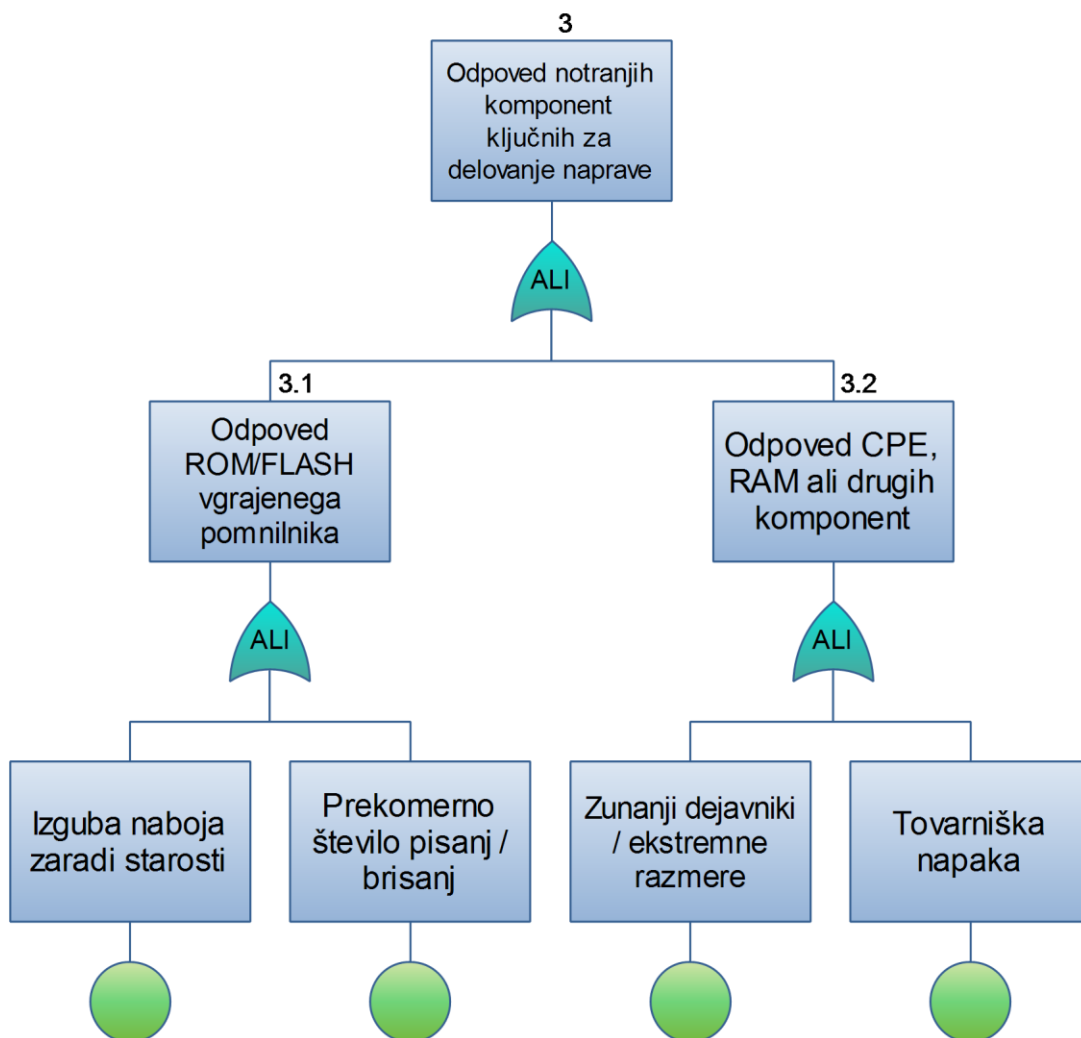 3
Odpoved notranjih
komponent
ključnih za
delovanje naprave
ALI
3.1
Odpoved
ROM/FLASH
vgrajenega
pomnilnika
3.2
Odpoved CPE,
RAM ali drugih
komponent
ALI
ALI
Izguba naboja
zaradi starosti
Prekomerno
število pisanj /
brisanj
Zunanji dejavniki
/ ekstremne
razmere
Tovarniška
napaka